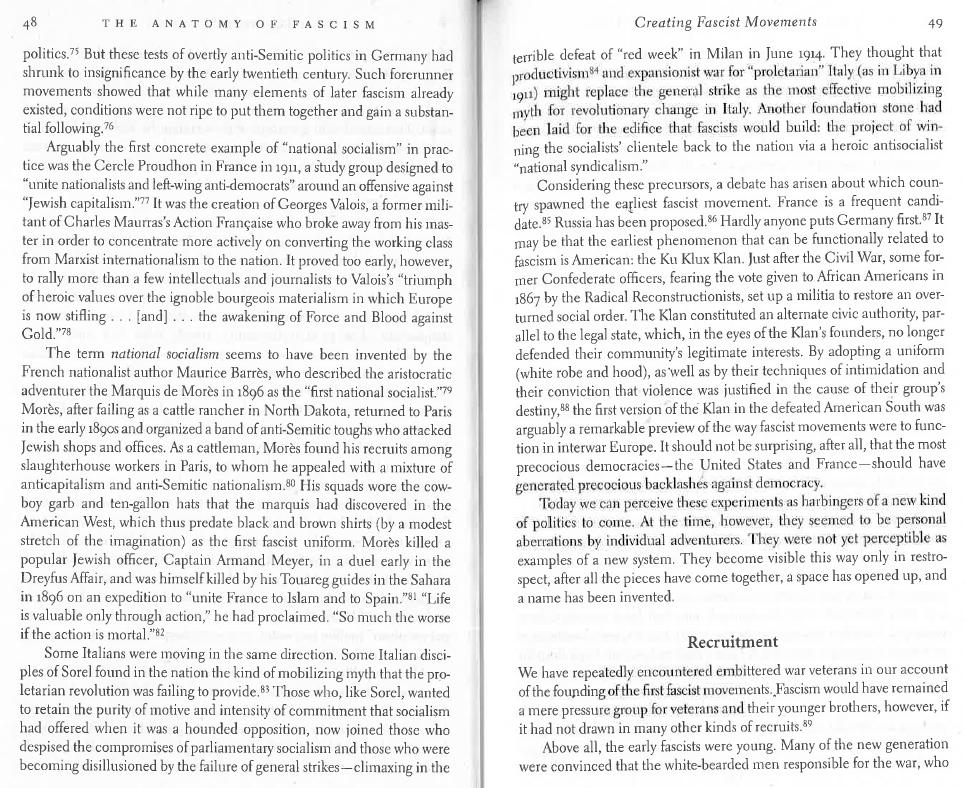 48 THE ANATOMY OF FASCISM
politics.75 But these tests of overtly anti-Semitic politics in Germany had
shrunk to insignificance by the early twentieth century. Such forerunner
movements showed that while many elements of later fascism already
existed, conditions were not ripe to put them together and gain a substan-
tial following.76
Arguably the first concrete example of “national socialism” in prac-
tice was the Cercle Proudhon in France in 1911, a study group designed to
“unite nationalists and left-wing anti-democrats” around an offensive against
“Jewish capitalism.”77 It was the creation of Georges Valois, a former mili-
tant of Charles Maurras’s Action Française who broke away from his mas-
ter in order to concentrate more actively on converting the working class
from Marxist internationalism to the nation. It proved too early, however,
to rally more than a few intellectuals and journalists to Valois’s “triumph
of heroic values over the ignoble bourgeois materialism in which Europe
is now stifling . . . [and] . . . the awakening of Force and Blood against
Gold.”78
The term national socialism seems to have been invented by the
French nationalist author Maurice Barrès, who described the aristocratic
adventurer the Marquis de Morès in 1896 as the “first national socialist.”79
Morès, after failing as a cattle rancher in North Dakota, returned to Paris
in the early 1890s and organized a band of anti-Semitic toughs who attacked
Jewish shops and offices. As a cattleman, Morès found his recruits among
slaughterhouse workers in Paris, to whom he appealed with a mixture of
anticapitalism and anti-Semitic nationalism.80 His squads wore the cow-
boy garb and ten-gallon hats that the marquis had discovered in the
American West, which thus predate black and brown shirts (by a modest
stretch of the imagination) as the first fascist uniform. Morès killed a
popular Jewish officer, Captain Armand Meyer, in a duel early in the
Dreyfus Affair, and was himself killed by his Touareg guides in the Sahara
in 1896 on an expedition to “unite France to Islam and to Spain.”81 “Life
is valuable only through action,” he had proclaimed. “So much the worse
if the action is mortal.”82
Some Italians were moving in the same direction. Some Italian disci-
ples of Sorel found in the nation the kind of mobilizing myth that the pro-
letarian revolution was failing to provide.83 Those who, like Sorel, wanted
to retain the purity of motive and intensity of commitment that socialism
had offered when it was a hounded opposition, now joined those who
despised the compromises of parliamentary socialism and those who were
becoming disillusioned by the failure of general strikes—climaxing in the
Creating Fascist Movements 49
terrible defeat of “red week” in Milan in June 1914. They thought that
productivism84 and expansionist war for “proletarian” Italy (as in Libya in
1911) might replace the general strike as the most effective mobilizing
myth for revolutionary change in Italy. Another foundation stone had
been laid for the edifice that fascists would build: the project of win-
ning the socialists’ clientele back to the nation via a heroic antisocialist
“national syndicalism.”
Considering these precursors, a debate has arisen about which coun-
try spawned the earliest fascist movement. France is a frequent candi-
date.85 Russia has been proposed.86 Hardly anyone puts Germany first.87 It
may be that the earliest phenomenon that can be functionally related to
fascism is American: the Ku Klux Klan. Just after the Civil War, some for-
mer Confederate officers, fearing the vote given to African Americans in
1867 by the Radical Reconstructionists, set up a militia to restore an over-
turned social order. The Klan constituted an alternate civic authority, par-
allel to the legal state, which, in the eyes of the Klan’s founders, no longer
defended their community’s legitimate interests. By adopting a uniform
(white robe and hood), as well as by their techniques of intimidation and
their conviction that violence was justified in the cause of their group’s
destiny,88 the first version of the Klan in the defeated American South was
arguably a remarkable preview of the way fascist movements were to func-
tion in interwar Europe. It should not be surprising, after all, that the most
precocious democracies—the United States and France—should have
generated precocious backlashes against democracy.
Today we can perceive these experiments as harbingers of a new kind
of politics to come. At the time, however, they seemed to be personal
aberrations by individual adventurers. They were not yet perceptible as
examples of a new system. They become visible this way only in retro-
spect, after all the pieces have come together, a space has opened up, and
a name has been invented.
Recruitment
We have repeatedly encountered embittered war veterans in our account
of the founding of the first fascist movements. Fascism would have remained
a mere pressure group for veterans and their younger brothers, however, if
it had not drawn in many other kinds of recruits.89
Above all, the early fascists were young. Many of the new generation
were convinced that the white-bearded men responsible for the war, who